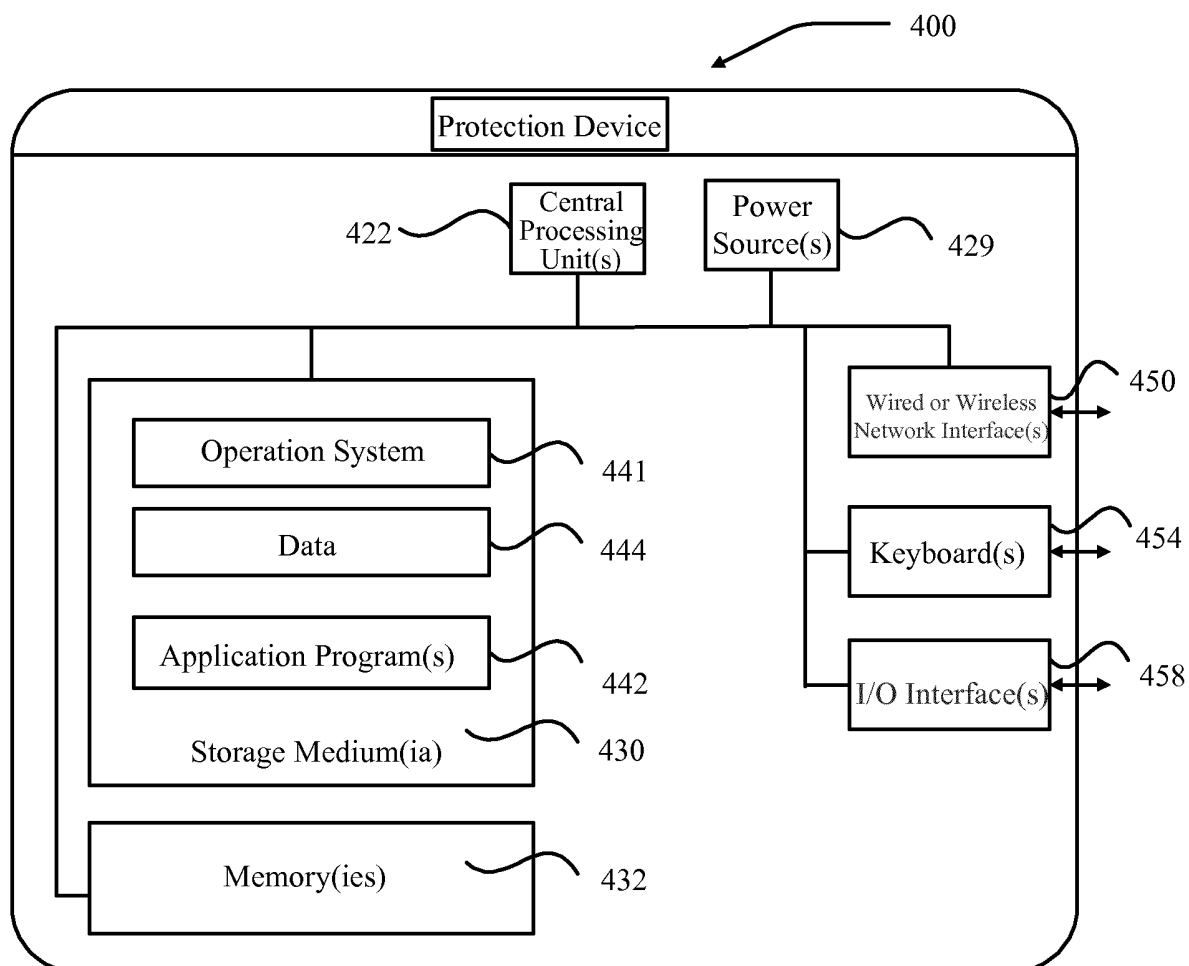 400
Protection Device
Central
Processing
Unit(s)
422
Power
Source(s)
429
Wired or Wireless
Network Interface(s)
450
Operation System
441
Data
444
Keyboard(s)
454
Application Program(s)
442
I/O Interface(s)
458
Storage Medium(ia)
430
Memory(ies)
432